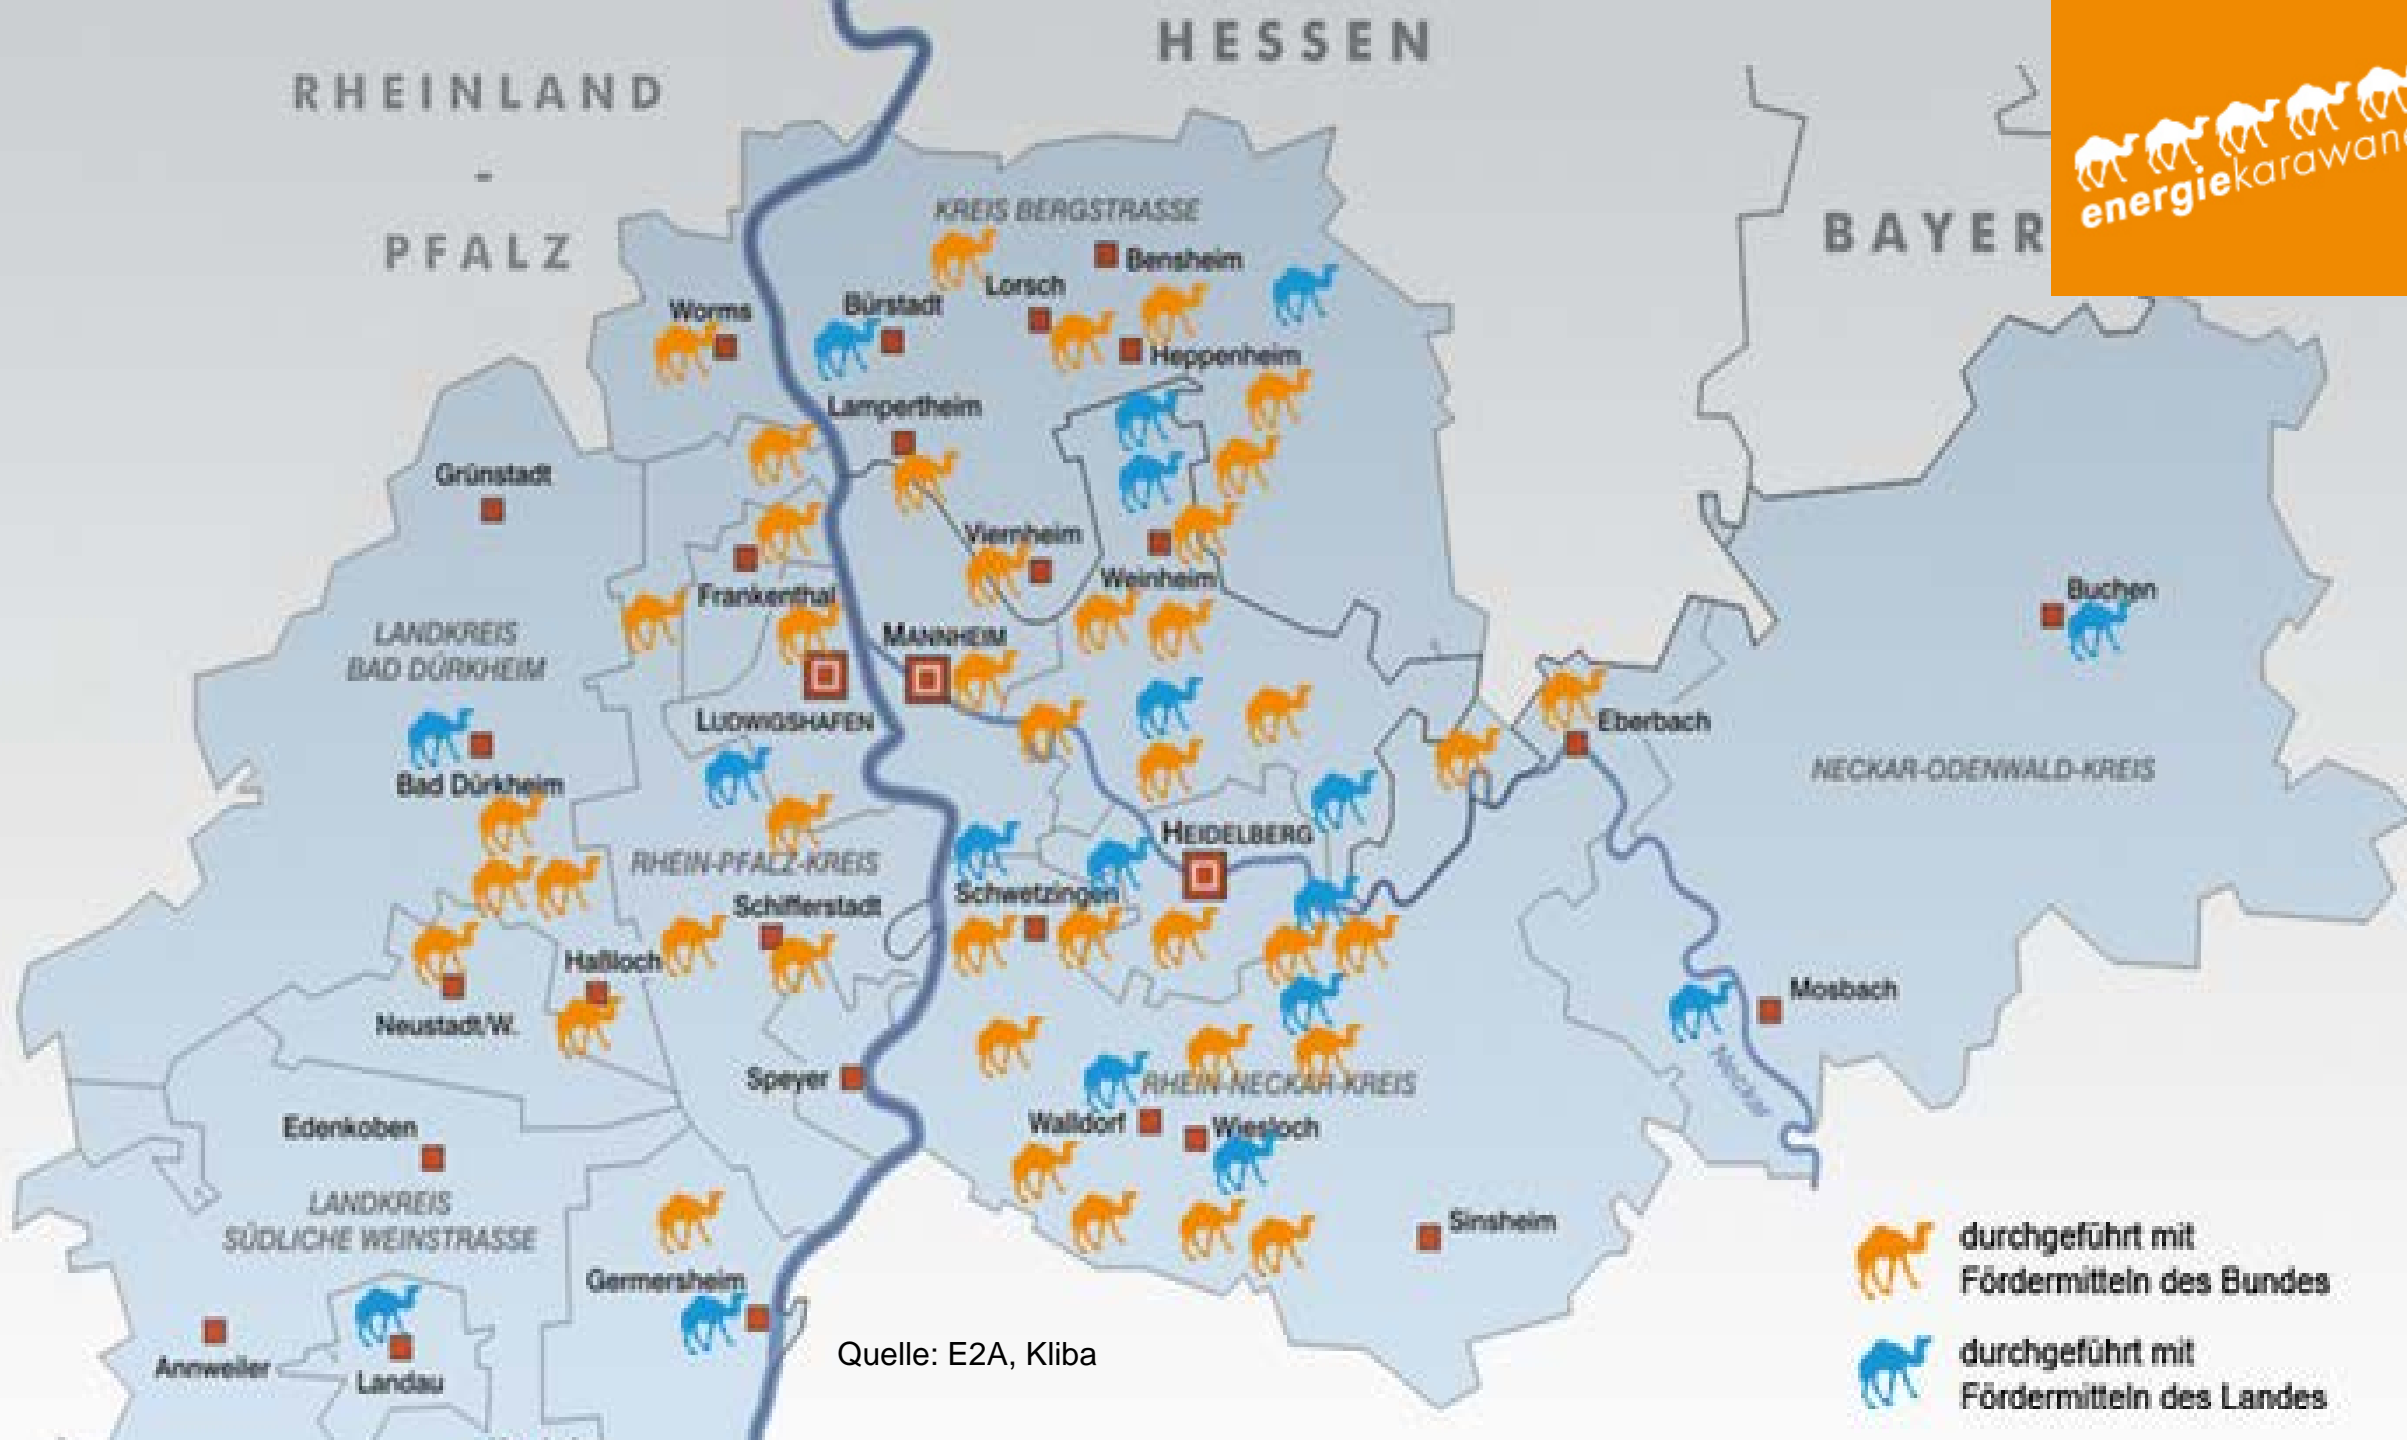 HESSEN
RHEINLAND
-
PFALZ
BAYER
energiekarawan
KREIS BERGSTRASSE
Bensheim
Lorsch
Worms
Bürstadt
Heppenheim
Lampertheim
Grünstadt
Viernheim
Weinheim
Frankenthal
Buchen
LANDKREIS
BAD DÜRKHEIM
MANNHEIM
LUDWIGSHAFEN
Eberbach
NECKAR-ODENWALD-KREIS
Bad Dürkheim
HEIDELBERG
RHEIN-PFALZ-KREIS
Schwetzingen
Schifferstadt
Haßloch
Mosbach
Neustadt/W.
Neckar
Speyer
RHEIN-NECKAR-KREIS
Edenkoben
Walldorf
Wiesloch
LANDKREIS
SÜDLICHE WEINSTRASSE
Sinsheim
Germersheim
Annweiler
Landau
Quelle: E2A, Kliba
durchgeführt mit
Fördermitteln des Bundes
durchgeführt mit
Fördermitteln des Landes